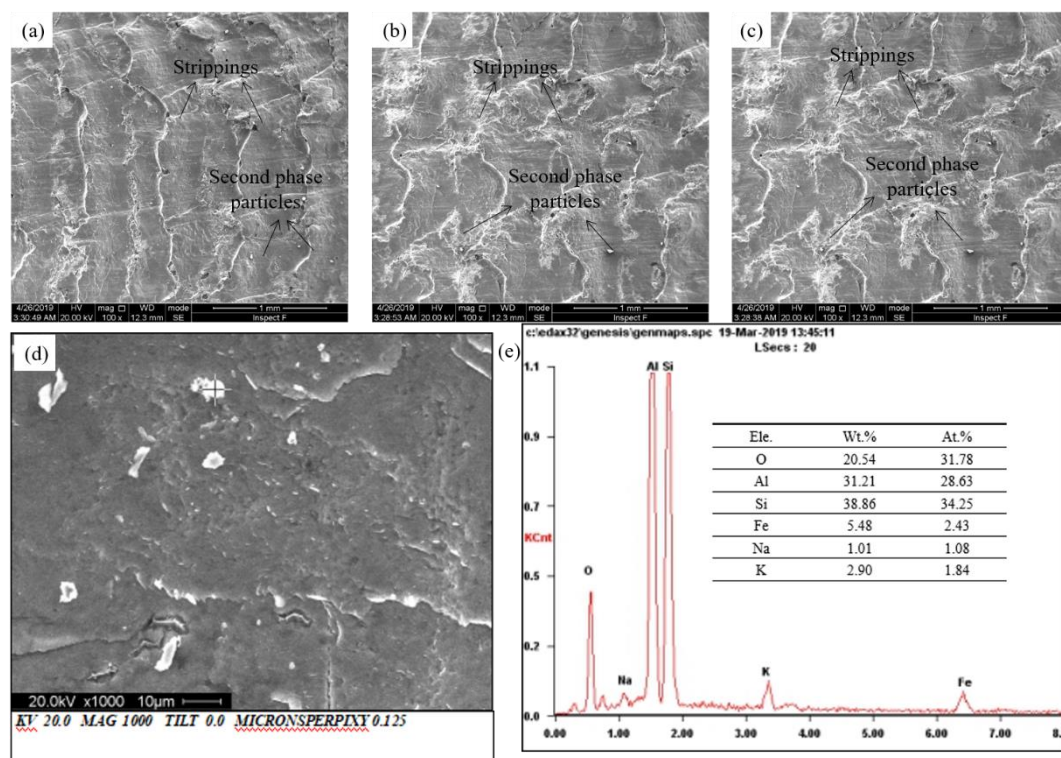 (a)
Strippings
Second phase
particles
4/26/2019 HV mag □ WD mode 1 mm
3:30:49 AM 20.00 kV 100 x 12.3 mm SE Inspect F
(b)
Strippings
Second phase
particles
4/26/2019 HV mag □ WD mode 1 mm
3:28:53 AM 20.00 kV 100 x 12.3 mm SE Inspect F
(c)
Strippings
Second phase
particles
4/26/2019 HV mag □ WD mode 1 mm
3:28:38 AM 20.00 kV 100 x 12.3 mm SE Inspect F
(d)
20.0kV x1000 10µm
KV 20.0 MAG 1000 TILT 0.0 MICRONSPERPIXY 0.125
(e)
c:\edax32\genesis\genmaps.spc 19-Mar-2019 13:45:11
LSecs : 20
1.1
0.9
0.7
KCnt
0.5
0.2
0.0
O
Na
Al Si
K
Fe
0.00 1.00 2.00 3.00 4.00 5.00 6.00 7.00 8.
Ele. Wt.% At.%
O 20.54 31.78
Al 31.21 28.63
Si 38.86 34.25
Fe 5.48 2.43
Na 1.01 1.08
K 2.90 1.84